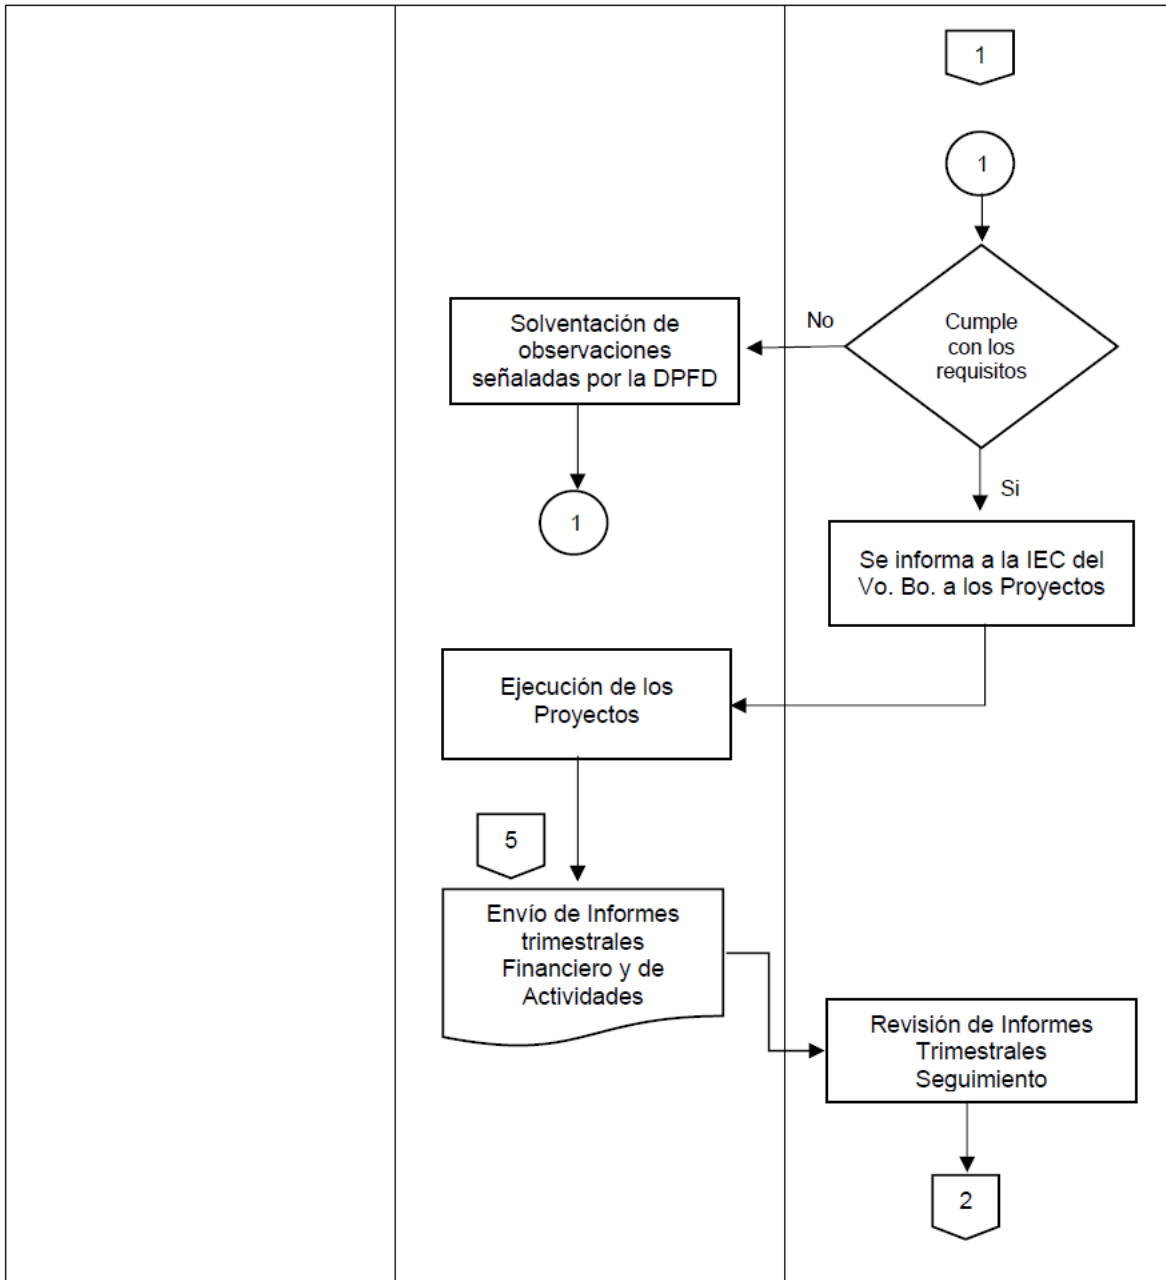 1
1
Cumple
con los
requisitos
No
Solventación de
observaciones
señaladas por la DPFD
1
Si
Se informa a la IEC del
Vo. Bo. a los Proyectos
Ejecución de los
Proyectos
5
Envío de Informes
trimestrales
Financiero y de
Actividades
Revisión de Informes
Trimestrales
Seguimiento
2